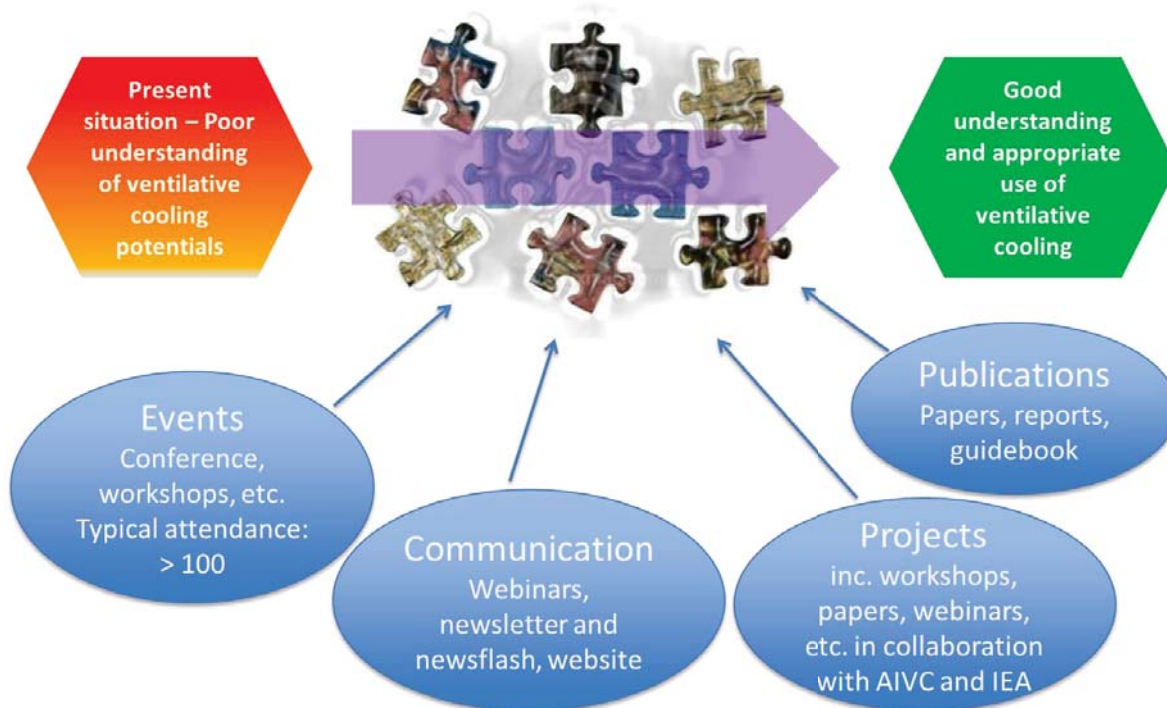 Present
situation – Poor
understanding
of ventilative
cooling
potentials
Good
understanding
and appropriate
use of
ventilative
cooling
Events
Conference,
workshops, etc.
Typical attendance:
> 100
Communication
Webinars,
newsletter and
newsflash, website
Projects
inc. workshops,
papers, webinars,
etc. in collaboration
with AIVC and IEA
Publications
Papers, reports,
guidebook